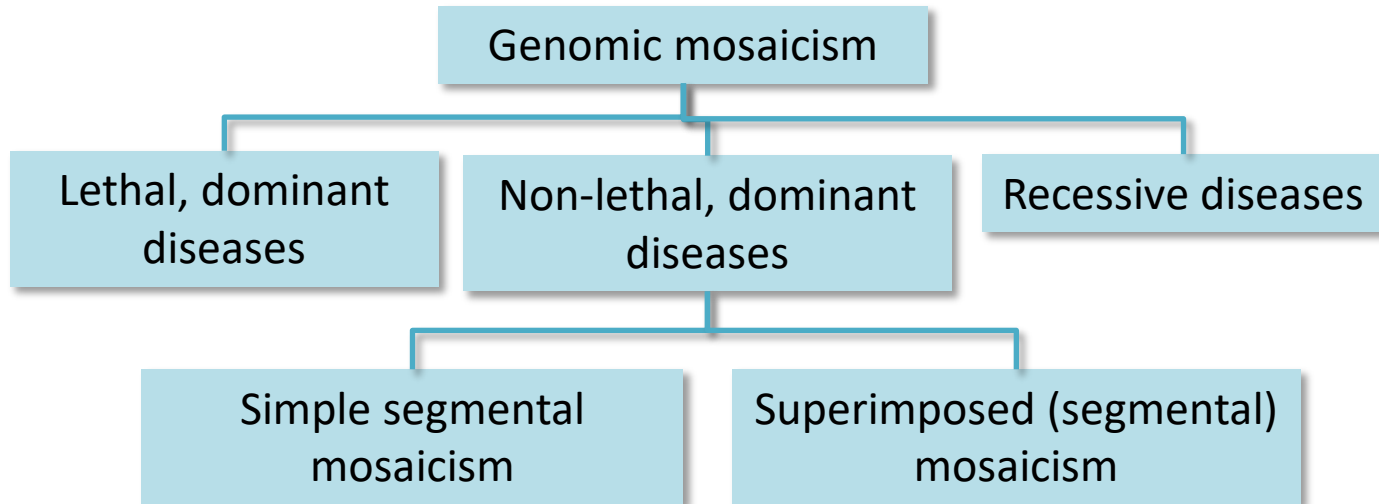 Genomic mosaicism
Lethal, dominant
diseases
Non-lethal, dominant
diseases
Recessive diseases
Simple segmental
mosaicism
Superimposed (segmental)
mosaicism